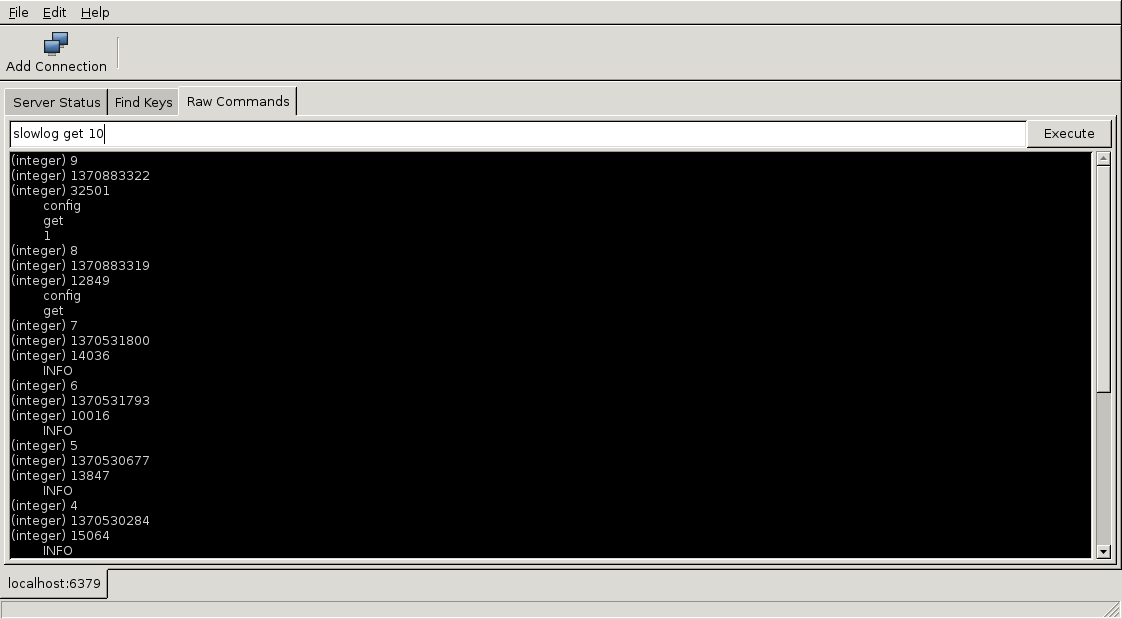 File Edit Help
Add Connection
Server Status Find Keys Raw Commands
slowlog get 10 Execute
(integer) 9
(integer) 1370883322
(integer) 32501
config
get
1
(integer) 8
(integer) 1370883319
(integer) 12849
config
get
(integer) 7
(integer) 1370531800
(integer) 14036
INFO
(integer) 6
(integer) 1370531793
(integer) 10016
INFO
(integer) 5
(integer) 1370530677
(integer) 13847
INFO
(integer) 4
(integer) 1370530284
(integer) 15064
INFO
localhost:6379